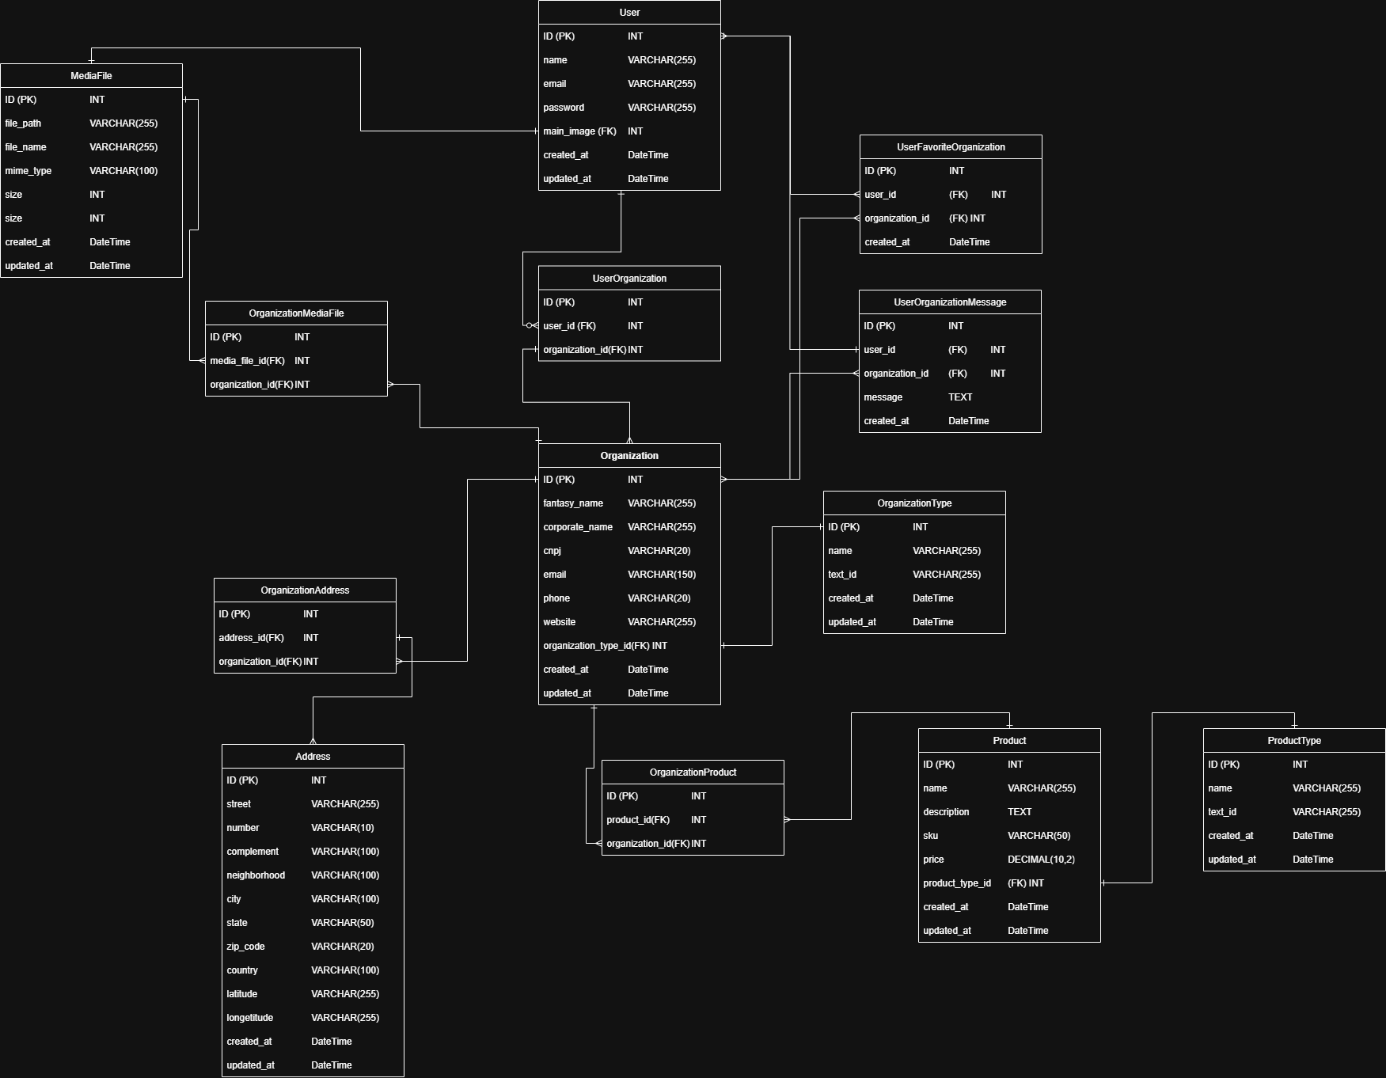 User
ID (PK) INT
name VARCHAR(255)
email VARCHAR(255)
password VARCHAR(255)
main_image (FK) INT
created_at DateTime
updated_at DateTime
MediaFile
ID (PK) INT
file_path VARCHAR(255)
file_name VARCHAR(255)
mime_type VARCHAR(100)
size INT
size INT
created_at DateTime
updated_at DateTime
UserFavoriteOrganization
ID (PK) INT
user_id (FK) INT
organization_id (FK) INT
created_at DateTime
UserOrganization
ID (PK) INT
user_id (FK) INT
organization_id(FK) INT
UserOrganizationMessage
ID (PK) INT
user_id (FK) INT
organization_id (FK) INT
message TEXT
created_at DateTime
OrganizationMediaFile
ID (PK) INT
media_file_id(FK) INT
organization_id(FK) INT
Organization
ID (PK) INT
fantasy_name VARCHAR(255)
corporate_name VARCHAR(255)
cnpj VARCHAR(20)
email VARCHAR(150)
phone VARCHAR(20)
website VARCHAR(255)
organization_type_id(FK) INT
created_at DateTime
updated_at DateTime
OrganizationType
ID (PK) INT
name VARCHAR(255)
text_id VARCHAR(255)
created_at DateTime
updated_at DateTime
OrganizationAddress
ID (PK) INT
address_id(FK) INT
organization_id(FK) INT
Address
ID (PK) INT
street VARCHAR(255)
number VARCHAR(10)
complement VARCHAR(100)
neighborhood VARCHAR(100)
city VARCHAR(100)
state VARCHAR(50)
zip_code VARCHAR(20)
country VARCHAR(100)
latitude VARCHAR(255)
longetitude VARCHAR(255)
created_at DateTime
updated_at DateTime
OrganizationProduct
ID (PK) INT
product_id(FK) INT
organization_id(FK) INT
Product
ID (PK) INT
name VARCHAR(255)
description TEXT
sku VARCHAR(50)
price DECIMAL(10,2)
product_type_id (FK) INT
created_at DateTime
updated_at DateTime
ProductType
ID (PK) INT
name VARCHAR(255)
text_id VARCHAR(255)
created_at DateTime
updated_at DateTime